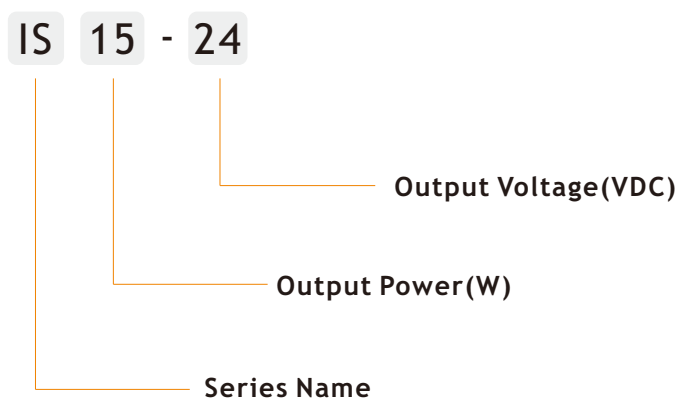 IS 15 - 24
Output Voltage(VDC)
Output Power(W)
Series Name